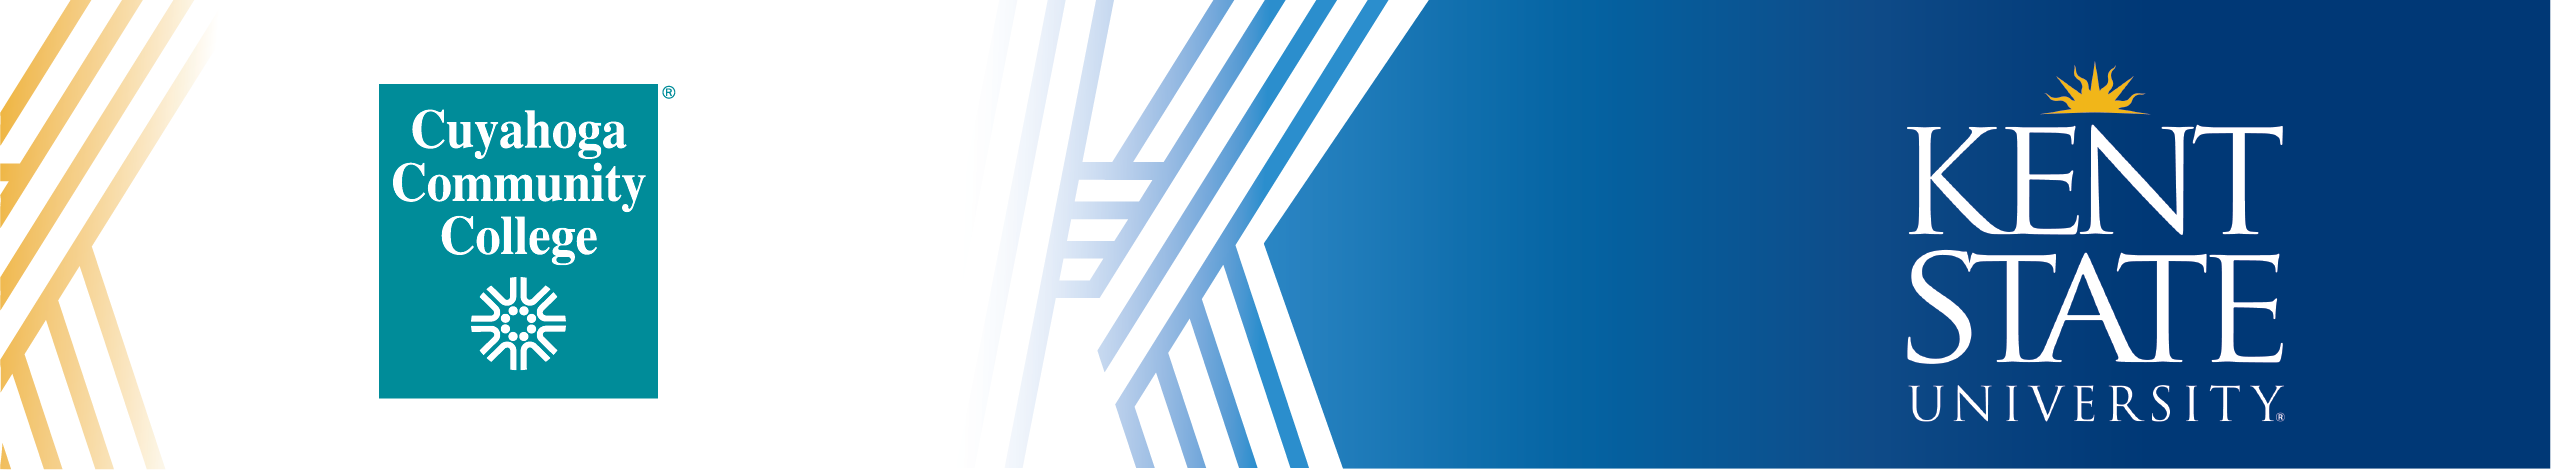 Cuyahoga
Community
College
®
KENT
STATE
UNIVERSITY®